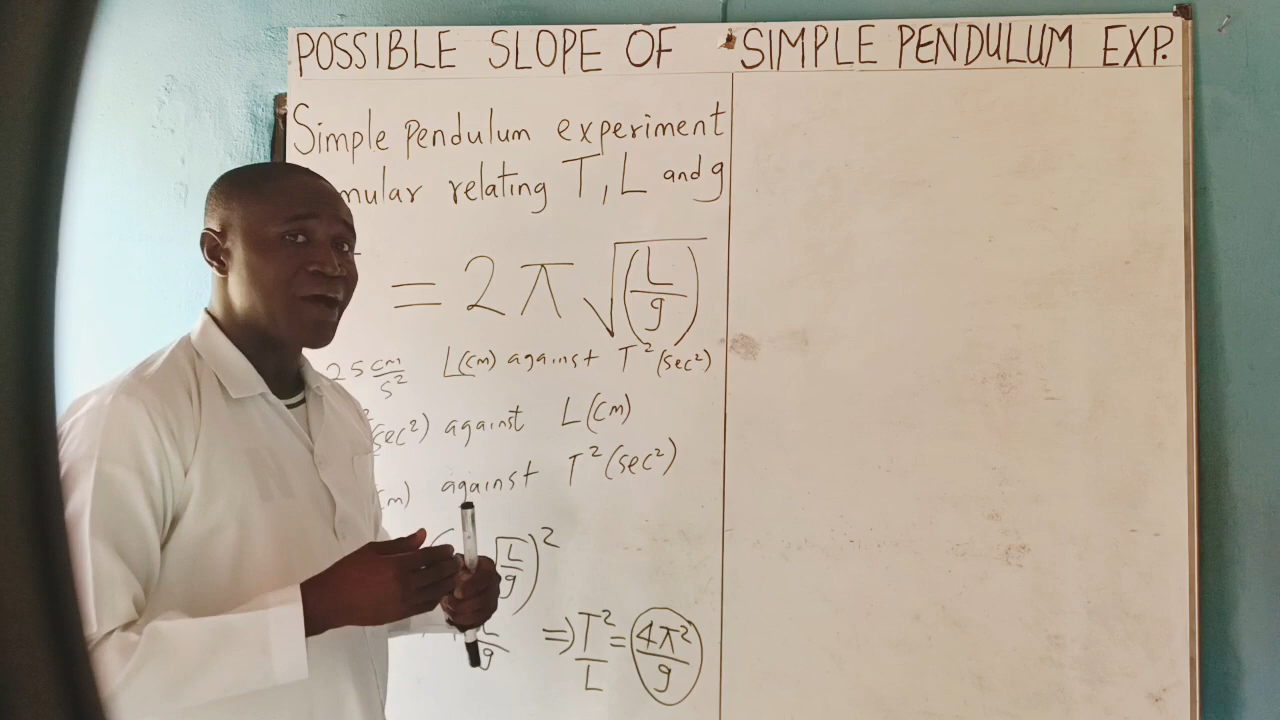 POSSIBLE SLOPE OF SIMPLE PENDULUM EXP.
Simple pendulum experiment
relating T, L and g
= 2π √(L/g)
25 cm/s² L(cm) against T² (sec²)
(sec²) against L(cm)
against T² (sec²)
√(L/g))²
L/g ⇒ T²/L = 4π²/g